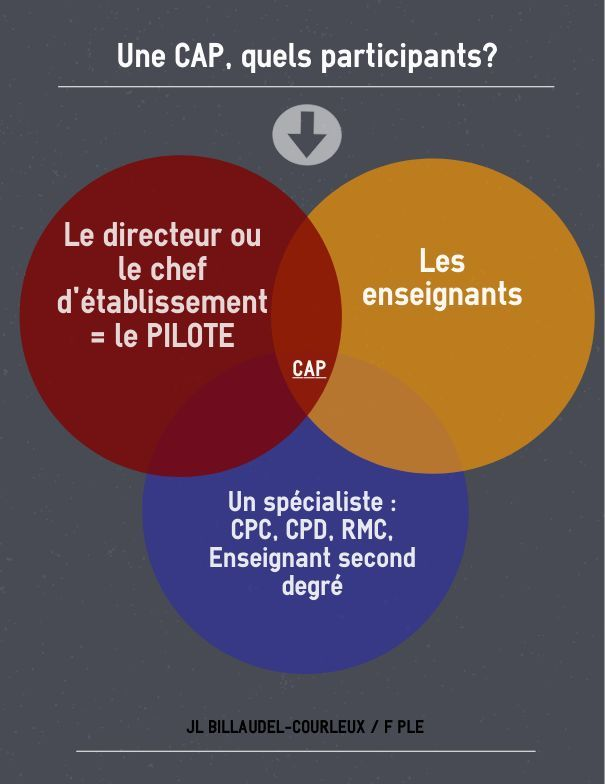 Une CAP, quels participants?
Le directeur ou
le chef
d'établissement
= le PILOTE
Les
enseignants
CAP
Un spécialiste :
CPC, CPD, RMC,
Enseignant second
degré
JL BILLAUDEL-COURLEUX / F PLE